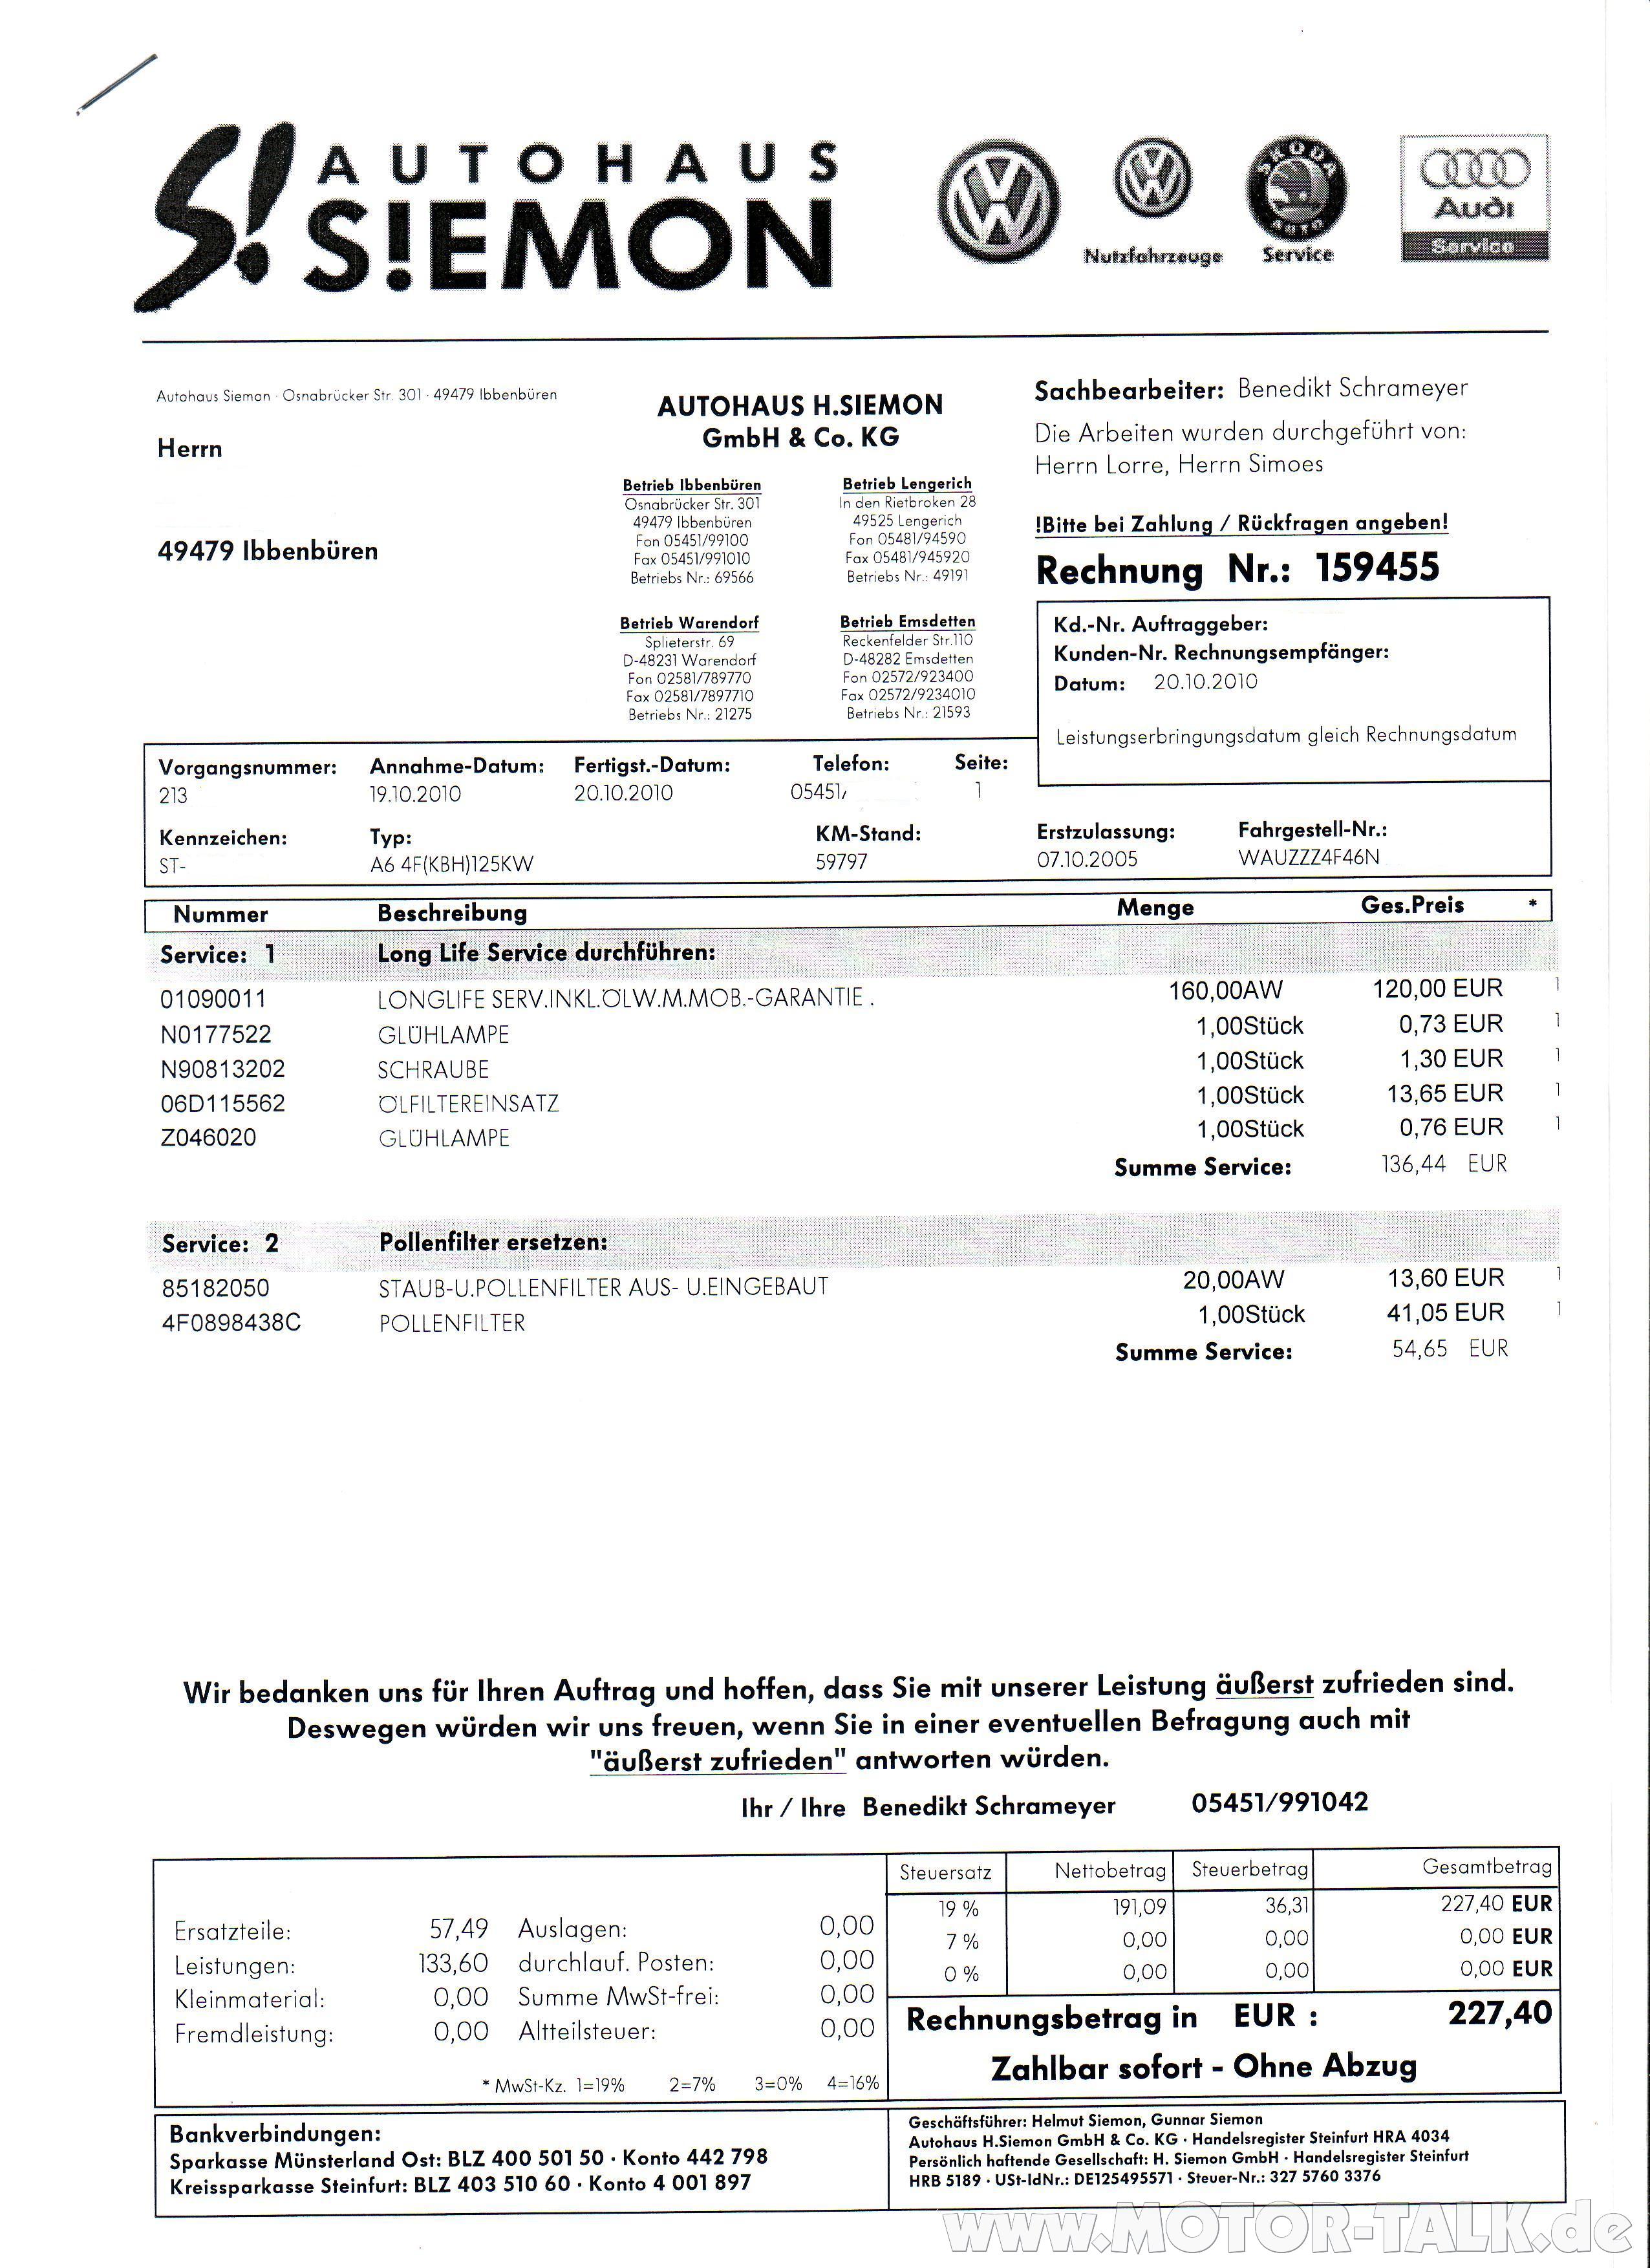 S! AUTOHAUS
S!EMON
Nutzfahrzeuge
SKODA
AUTO
Service
Audi
Service
Autohaus Siemon · Osnabrücker Str. 301 · 49479 Ibbenbüren
Herrn
49479 Ibbenbüren
AUTOHAUS H.SIEMON
GmbH & Co. KG
Betrieb Ibbenbüren
Osnabrücker Str. 301
49479 Ibbenbüren
Fon 05451/99100
Fax 05451/991010
Betriebs Nr.: 69566
Betrieb Lengerich
In den Rietbroken 28
49525 Lengerich
Fon 05481/94590
Fax 05481/945920
Betriebs Nr.: 49191
Betrieb Warendorf
Splieterstr. 69
D-48231 Warendorf
Fon 02581/789770
Fax 02581/7897710
Betriebs Nr.: 21275
Betrieb Emsdetten
Reckenfelder Str.110
D-48282 Emsdetten
Fon 02572/923400
Fax 02572/9234010
Betriebs Nr.: 21593
Sachbearbeiter: Benedikt Schrameyer
Die Arbeiten wurden durchgeführt von:
Herrn Lorre, Herrn Simoes
!Bitte bei Zahlung / Rückfragen angeben!
Rechnung Nr.: 159455
Kd.-Nr. Auftraggeber:
Kunden-Nr. Rechnungsempfänger:
Datum: 20.10.2010
Leistungserbringungsdatum gleich Rechnungsdatum
Vorgangsnummer: Annahme-Datum: Fertigst.-Datum: Telefon: Seite:
213 19.10.2010 20.10.2010 05451/ 1
Kennzeichen: Typ: KM-Stand: Erstzulassung: Fahrgestell-Nr.:
ST- A6 4F(KBH)125KW 59797 07.10.2005 WAUZZZ4F46N
Nummer Beschreibung Menge Ges.Preis *
Service: 1 Long Life Service durchführen:
01090011 LONGLIFE SERV.INKL.ÖLW.M.MOB.-GARANTIE . 160,00AW 120,00 EUR 1
N0177522 GLÜHLAMPE 1,00Stück 0,73 EUR 1
N90813202 SCHRAUBE 1,00Stück 1,30 EUR 1
06D115562 ÖLFILTEREINSATZ 1,00Stück 13,65 EUR 1
Z046020 GLÜHLAMPE 1,00Stück 0,76 EUR 1
Summe Service: 136,44 EUR
Service: 2 Pollenfilter ersetzen:
85182050 STAUB-U.POLLENFILTER AUS- U.EINGEBAUT 20,00AW 13,60 EUR 1
4F0898438C POLLENFILTER 1,00Stück 41,05 EUR 1
Summe Service: 54,65 EUR
Wir bedanken uns für Ihren Auftrag und hoffen, dass Sie mit unserer Leistung äußerst zufrieden sind.
Deswegen würden wir uns freuen, wenn Sie in einer eventuellen Befragung auch mit
"äußerst zufrieden" antworten würden.
Ihr / Ihre Benedikt Schrameyer 05451/991042
Ersatzteile: 57,49 Auslagen: 0,00
Leistungen: 133,60 durchlauf. Posten: 0,00
Kleinmaterial: 0,00 Summe MwSt-frei: 0,00
Fremdleistung: 0,00 Altteilsteuer: 0,00
* MwSt-Kz. 1=19% 2=7% 3=0% 4=16%
Steuersatz Nettobetrag Steuerbetrag Gesamtbetrag
19 % 191,09 36,31 227,40 EUR
7 % 0,00 0,00 0,00 EUR
0 % 0,00 0,00 0,00 EUR
Rechnungsbetrag in EUR : 227,40
Zahlbar sofort - Ohne Abzug
Bankverbindungen:
Sparkasse Münsterland Ost: BLZ 400 501 50 · Konto 442 798
Kreissparkasse Steinfurt: BLZ 403 510 60 · Konto 4 001 897
Geschäftsführer: Helmut Siemon, Gunnar Siemon
Autohaus H.Siemon GmbH & Co. KG · Handelsregister Steinfurt HRA 4034
Persönlich haftende Gesellschaft: H. Siemon GmbH · Handelsregister Steinfurt
HRB 5189 · USt-IdNr.: DE125495571 · Steuer-Nr.: 327 5760 3376
www.MOTOR-TALK.de